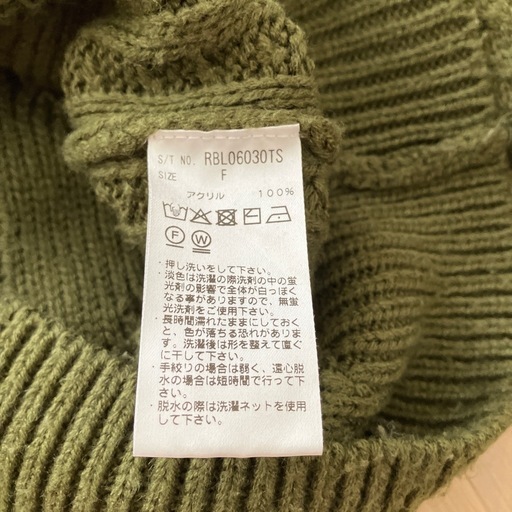 S/T NO. RBL06030TS
SIZE F
アクリル 100%
F W
・押し洗いをして下さい。
・淡色は洗濯の際洗剤の中の蛍
光剤の影響で全体が白っぽく
なる事がありますので、無蛍
光洗剤をご使用下さい。
・長時間濡れたままにしておく
と、色が落ちる恐れがありま
す。洗濯後は形を整えて直ぐ
に干して下さい。
・手絞りの場合は弱く、遠心脱
水の場合は短時間で行って下
さい。
・脱水の際は洗濯ネットを使用
して下さい。